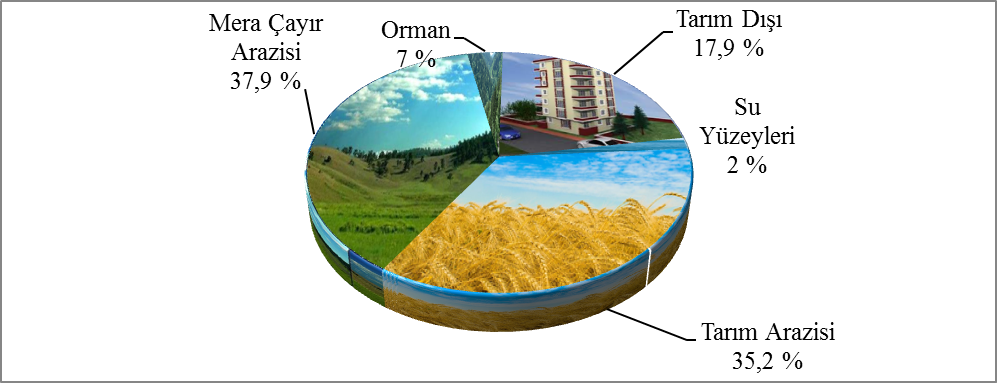 Mera Çayır
Arazisi
37,9 %
Orman
7 %
Tarım Dışı
17,9 %
Su
Yüzeyleri
2 %
Tarım Arazisi
35,2 %